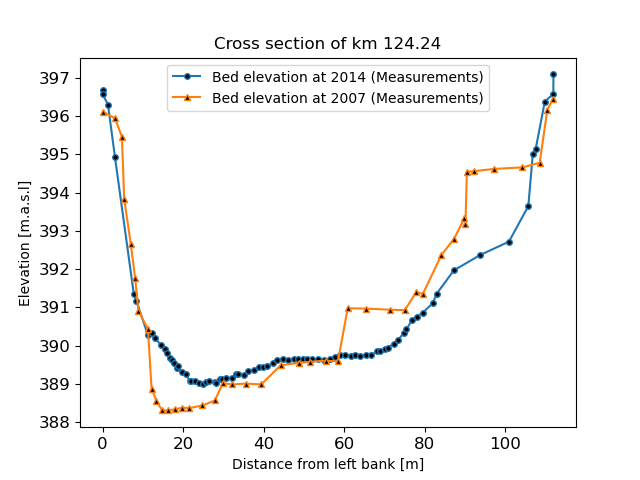 Cross section of km 124.24
Bed elevation at 2014 (Measurements)
Bed elevation at 2007 (Measurements)
Elevation [m.a.s.l]
397
396
395
394
393
392
391
390
389
388
0 20 40 60 80 100
Distance from left bank [m]